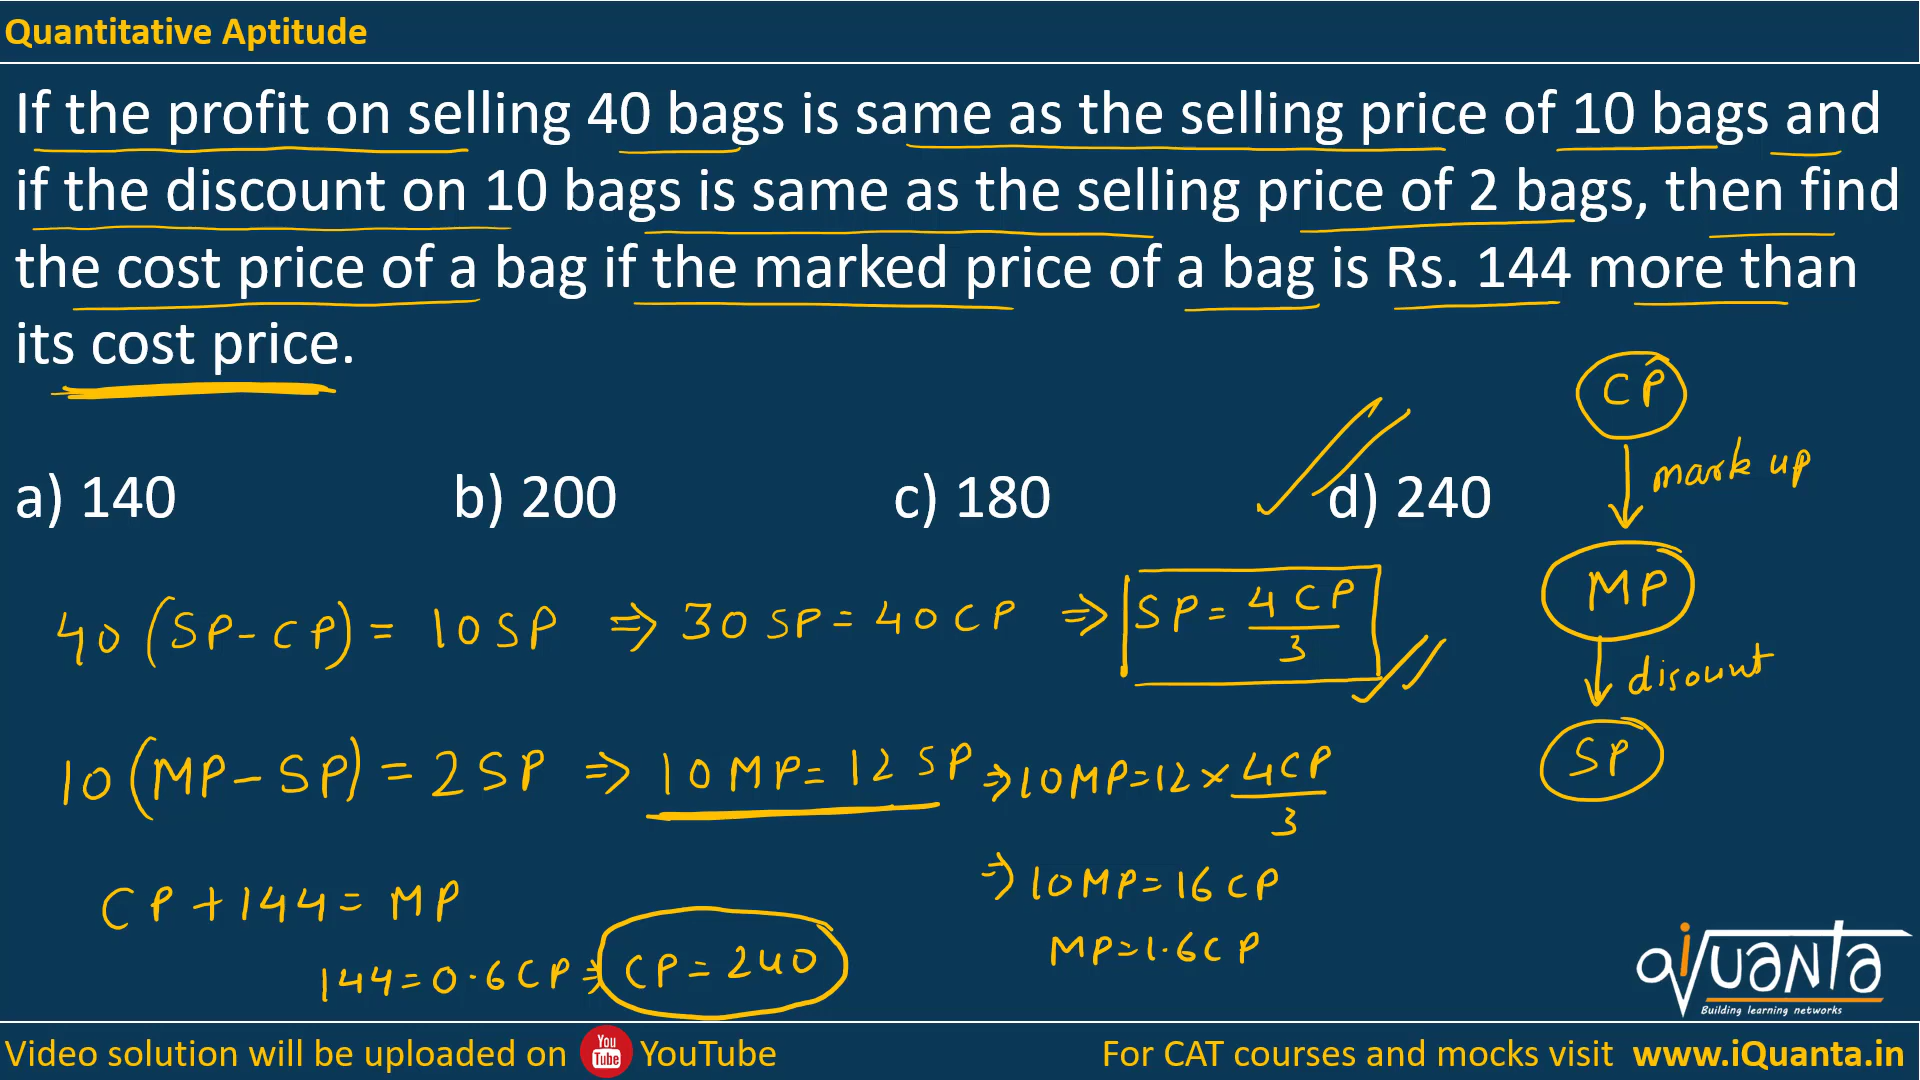 Quantitative Aptitude
If the profit on selling 40 bags is same as the selling price of 10 bags and
if the discount on 10 bags is same as the selling price of 2 bags, then find
the cost price of a bag if the marked price of a bag is Rs. 144 more than
its cost price.
CP
mark up
a) 140 b) 200 c) 180 d) 240
MP
40 (SP - CP) = 10 SP ⇒ 30 SP = 40 CP ⇒ SP = 4 CP / 3
disount
SP
10 (MP - SP) = 2 SP ⇒ 10 MP = 12 SP ⇒ 10 MP = 12 × 4CP / 3
⇒ 10 MP = 16 CP
CP + 144 = MP
MP = 1.6 CP
144 = 0.6 CP ⇒ CP = 240
iQuanta
Building learning networks
Video solution will be uploaded on You Tube YouTube
For CAT courses and mocks visit www.iQuanta.in